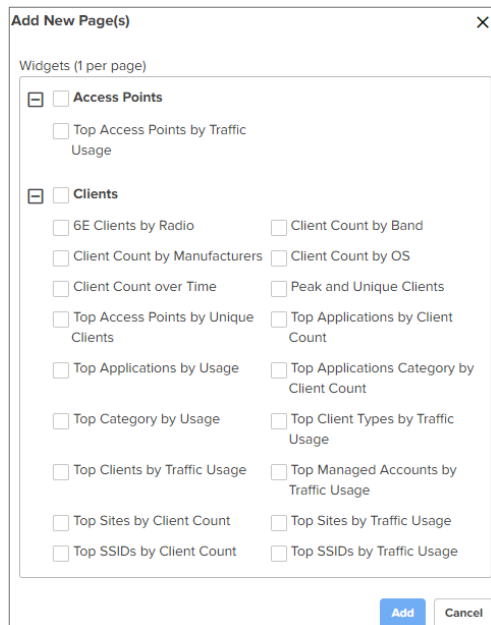 Add New Page(s)
Widgets (1 per page)
Access Points
Top Access Points by Traffic
Usage
Clients
6E Clients by Radio
Client Count by Band
Client Count by Manufacturers
Client Count by OS
Client Count over Time
Peak and Unique Clients
Top Access Points by Unique
Clients
Top Applications by Client
Count
Top Applications by Usage
Top Applications Category by
Client Count
Top Category by Usage
Top Client Types by Traffic
Usage
Top Clients by Traffic Usage
Top Managed Accounts by
Traffic Usage
Top Sites by Client Count
Top Sites by Traffic Usage
Top SSIDs by Client Count
Top SSIDs by Traffic Usage
Add
Cancel